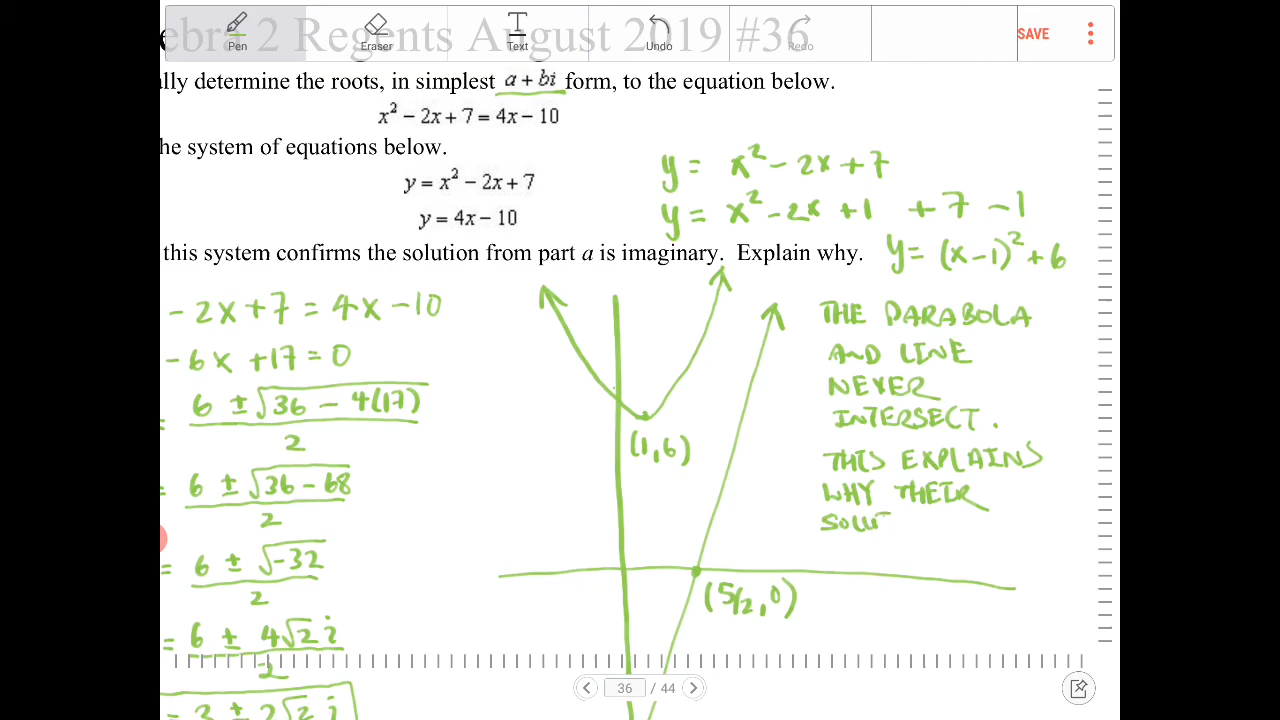 ebra 2 Regents August 2019 #36
Pen
Eraser
Text
Undo
Redo
SAVE
ally determine the roots, in simplest a + bi form, to the equation below.
x² − 2x + 7 = 4x − 10
he system of equations below.
y = x² − 2x + 7
y = 4x − 10
this system confirms the solution from part a is imaginary. Explain why.
y = x² − 2x + 7
y = x² − 2x + 1 + 7 − 1
y = (x − 1)² + 6
− 2x + 7 = 4x − 10
− 6x + 17 = 0
= 6 ± √36 − 4(17) / 2
= 6 ± √36 − 68 / 2
= 6 ± √−32 / 2
= 6 ± 4√2 i / 2
= 3 ± 2√2 i
(1, 6)
(5/2, 0)
THE PARABOLA
AND LINE
NEVER
INTERSECT.
THIS EXPLAINS
WHY THEIR
SOLUT
36 / 44